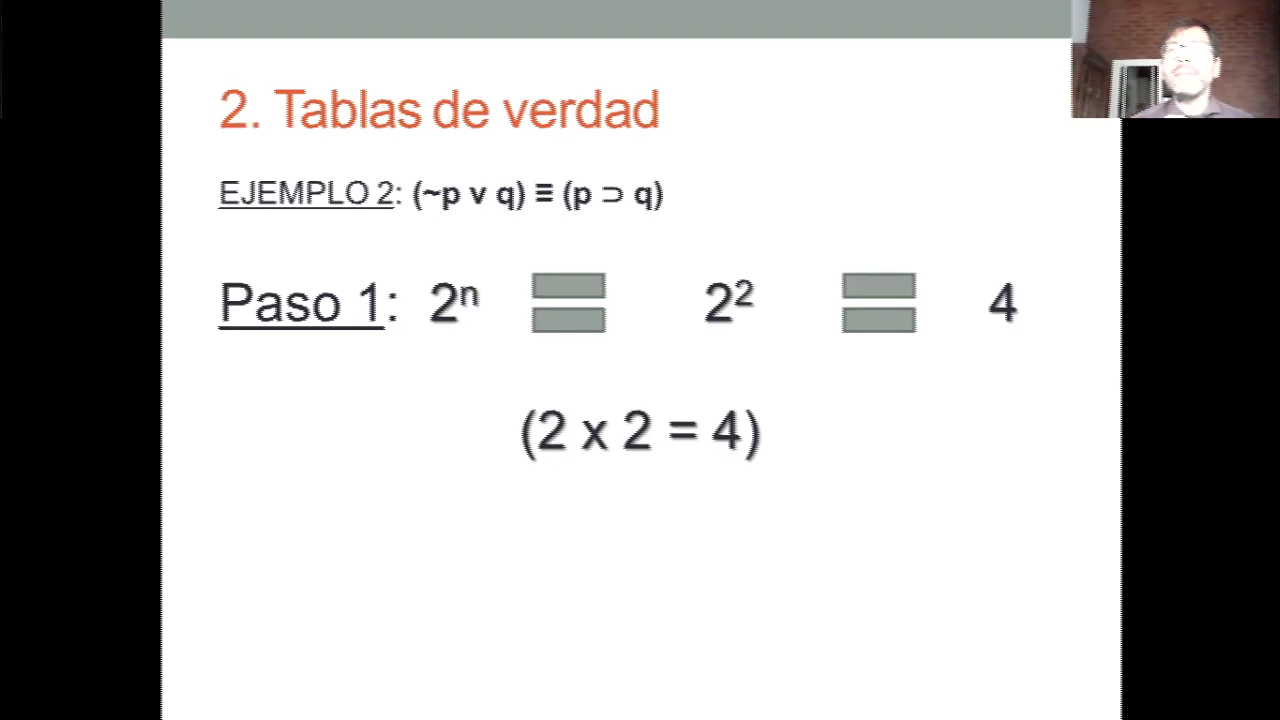 2. Tablas de verdad
EJEMPLO 2: (~p v q) ≡ (p ⊃ q)
Paso 1: 2ⁿ = 2² = 4
(2 x 2 = 4)